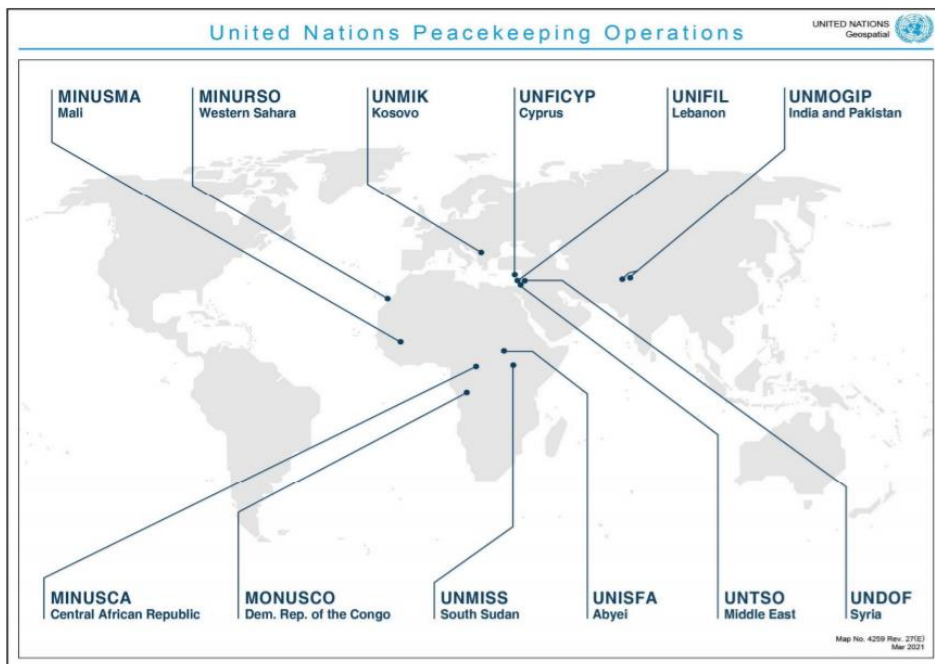 United Nations Peacekeeping Operations
UNITED NATIONS
Geospatial
MINUSMA
Mali
MINURSO
Western Sahara
UNMIK
Kosovo
UNFICYP
Cyprus
UNIFIL
Lebanon
UNMOGIP
India and Pakistan
MINUSCA
Central African Republic
MONUSCO
Dem. Rep. of the Congo
UNMISS
South Sudan
UNISFA
Abyei
UNTSO
Middle East
UNDOF
Syria
Map No. 4259 Rev. 27(E)
Mar 2021